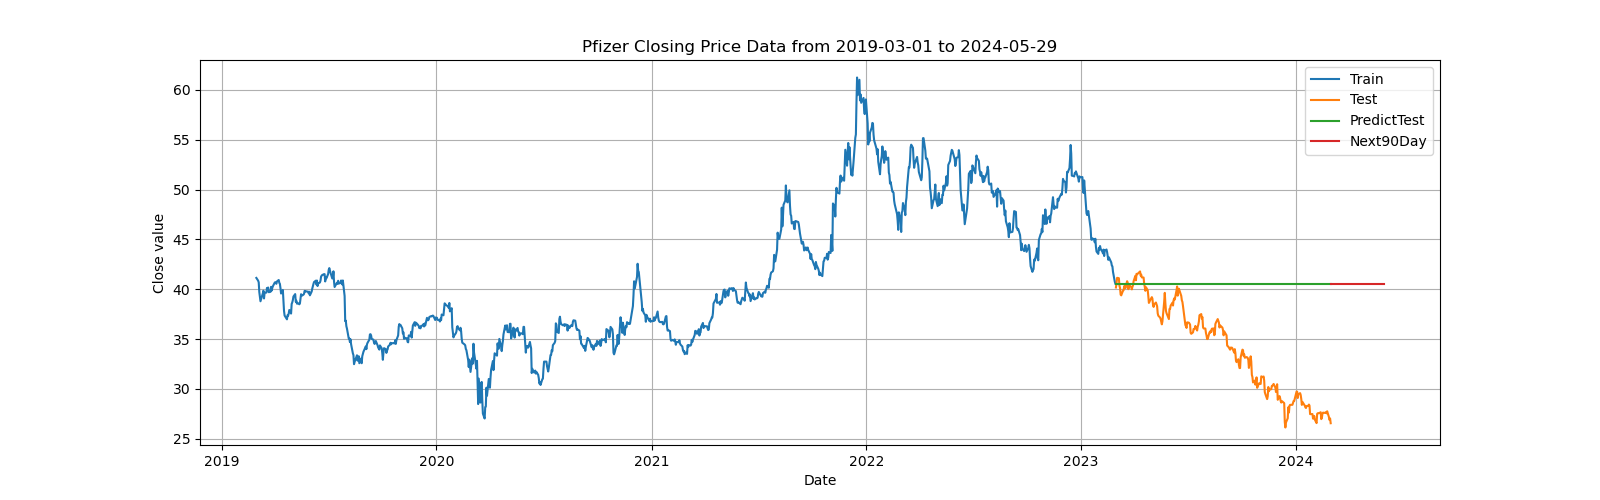 Pfizer Closing Price Data from 2019-03-01 to 2024-05-29
60
55
50
45
40
35
30
25
Close value
2019 2020 2021 2022 2023 2024
Date
Train
Test
PredictTest
Next90Day